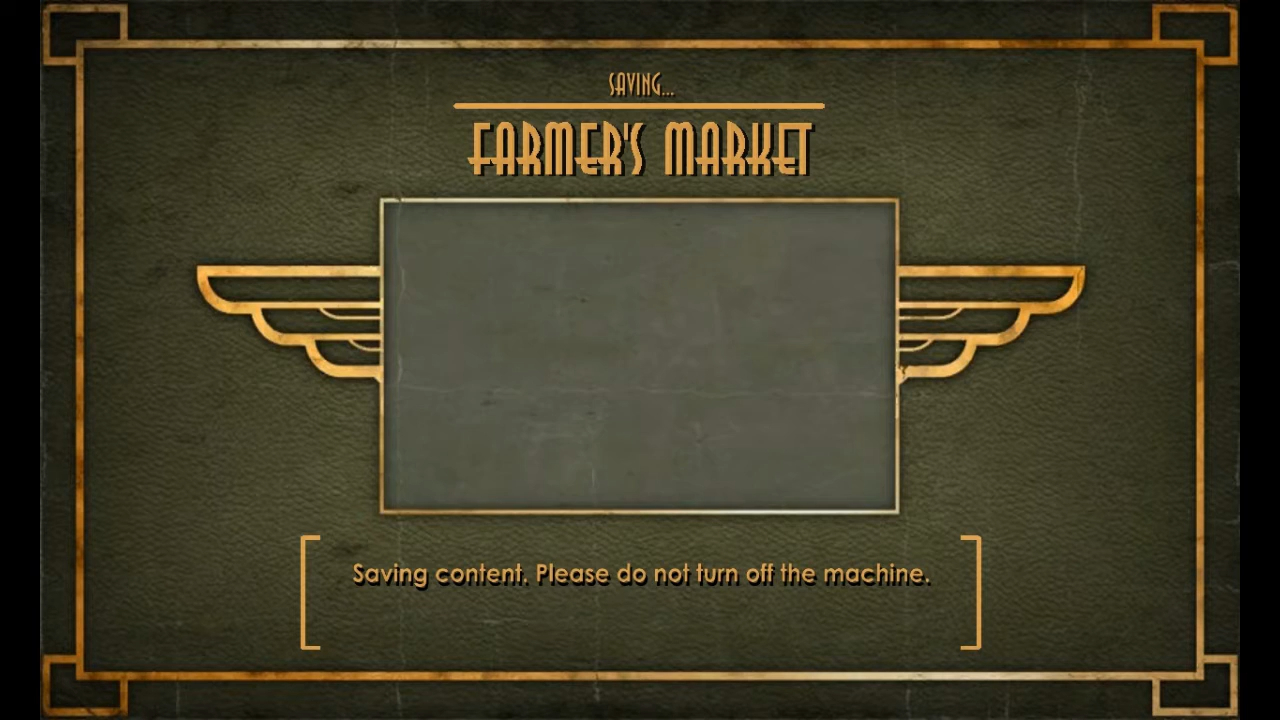 SAVING...
FARMER'S MARKET
Saving content. Please do not turn off the machine.